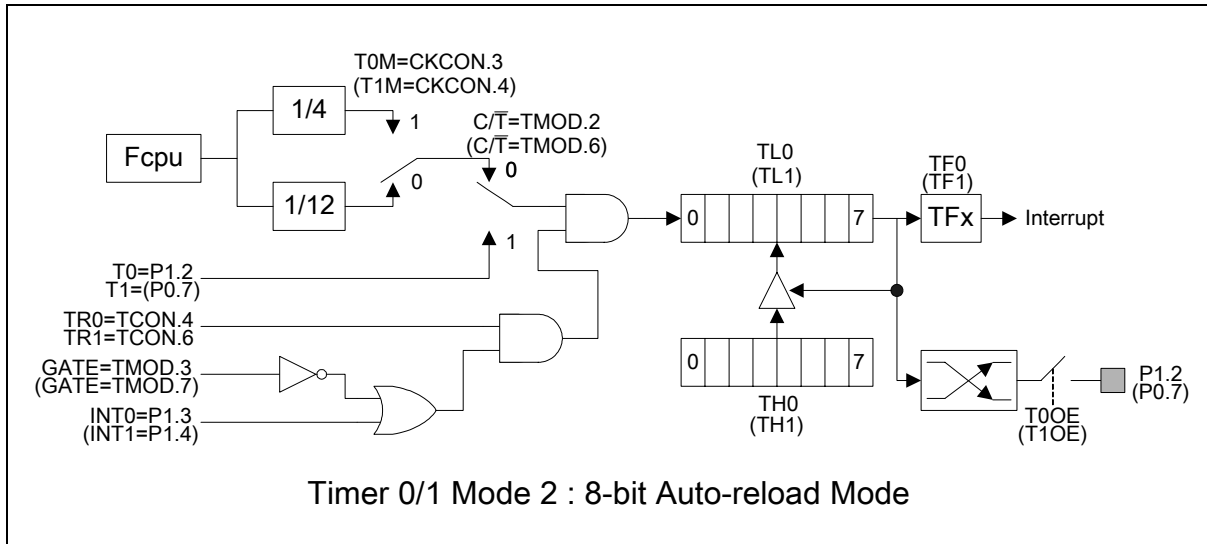 T0M=CKCON.3
(T1M=CKCON.4)
1/4
1
C/T̅=TMOD.2
(C/T̅=TMOD.6)
Fcpu
0
0
TL0
(TL1)
TF0
(TF1)
1/12
0
7
TFx
Interrupt
1
T0=P1.2
T1=(P0.7)
TR0=TCON.4
TR1=TCON.6
GATE=TMOD.3
(GATE=TMOD.7)
0
7
INT0=P1.3
(INT1=P1.4)
TH0
(TH1)
T0OE
(T1OE)
P1.2
(P0.7)
Timer 0/1 Mode 2 : 8-bit Auto-reload Mode